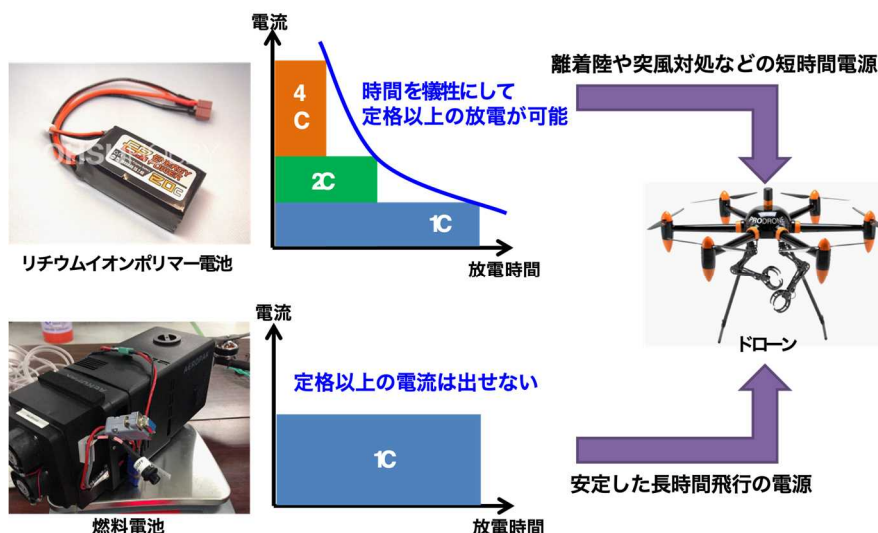 電流
離着陸や突風対処などの短時間電源
4
C
時間を犠牲にして
定格以上の放電が可能
20C
2C
1C
PRODRONE
リチウムイオンポリマー電池
放電時間
ドローン
電流
定格以上の電流は出せない
AEROPAK
1C
安定した長時間飛行の電源
燃料電池
放電時間